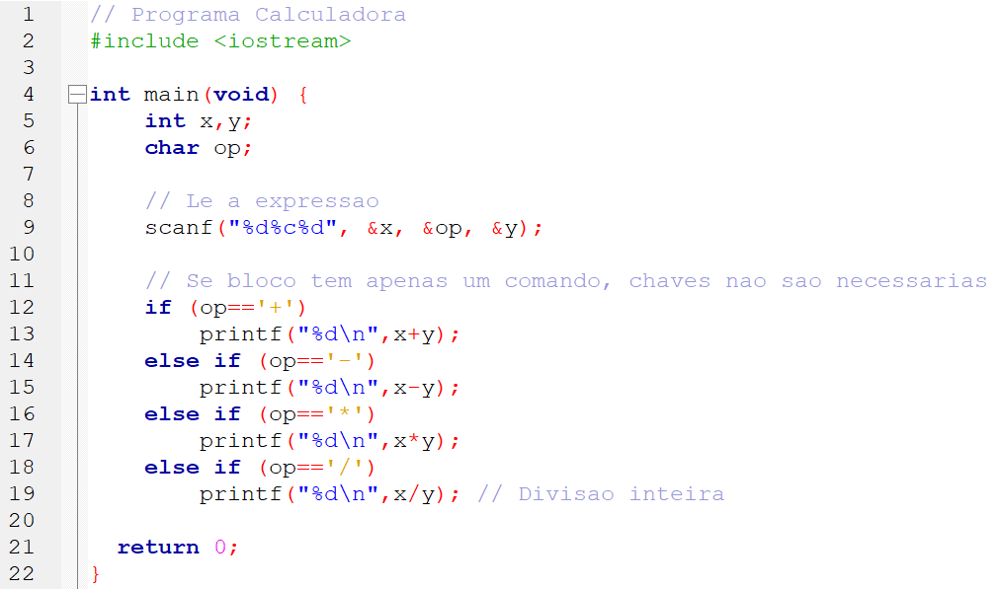 1 // Programa Calculadora
2 #include <iostream>
3
4 int main(void) {
5     int x,y;
6     char op;
7
8     // Le a expressao
9     scanf("%d%c%d", &x, &op, &y);
10
11     // Se bloco tem apenas um comando, chaves nao sao necessarias
12     if (op=='+')
13         printf("%d\n",x+y);
14     else if (op=='-')
15         printf("%d\n",x-y);
16     else if (op=='*')
17         printf("%d\n",x*y);
18     else if (op=='/')
19         printf("%d\n",x/y); // Divisao inteira
20
21   return 0;
22 }